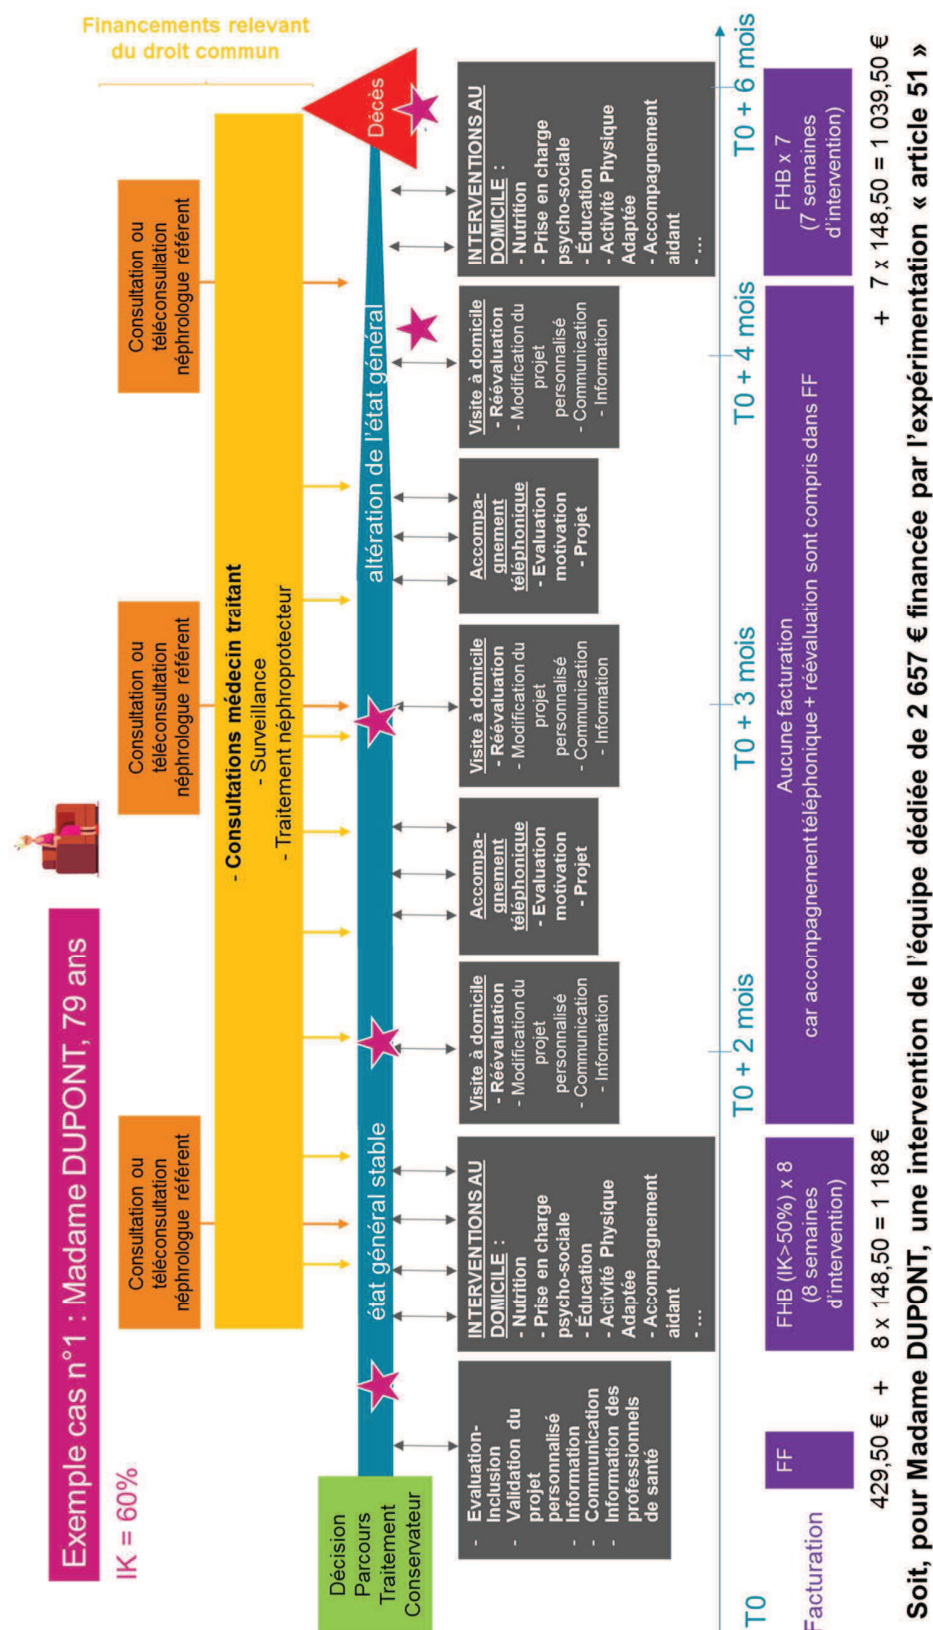 Exemple cas n°1 : Madame DUPONT, 79 ans
IK = 60%
Financements relevant
du droit commun
Consultation ou
téléconsultation
néphrologue référent
Consultation ou
téléconsultation
néphrologue référent
Consultation ou
téléconsultation
néphrologue référent
- Consultations médecin traitant
- Surveillance
- Traitement néphroprotecteur
Décision
Parcours
Traitement
Conservateur
état général stable
altération de l'état général
Décès
- Evaluation-
Inclusion
- Validation du
projet
personnalisé
- Information
- Communication
- Information des
professionnels
de santé
INTERVENTIONS AU
DOMICILE :
- Nutrition
- Prise en charge
psycho-sociale
- Éducation
- Activité Physique
Adaptée
- Accompagnement
aidant
- ...
Visite à domicile
- Réévaluation
- Modification du
projet
personnalisé
- Communication
- Information
Accompa-
gnement
téléphonique
- Evaluation
motivation
- Projet
Visite à domicile
- Réévaluation
- Modification du
projet
personnalisé
- Communication
- Information
Accompa-
gnement
téléphonique
- Evaluation
motivation
- Projet
Visite à domicile
- Réévaluation
- Modification du
projet
personnalisé
- Communication
- Information
INTERVENTIONS AU
DOMICILE :
- Nutrition
- Prise en charge
psycho-sociale
- Éducation
- Activité Physique
Adaptée
- Accompagnement
aidant
- ...
T0
T0 + 2 mois
T0 + 3 mois
T0 + 4 mois
T0 + 6 mois
Facturation
FF
FHB (IK>50%) x 8
(8 semaines
d'intervention)
Aucune facturation
car accompagnement téléphonique + réévaluation sont compris dans FF
FHB x 7
(7 semaines
d'intervention)
429,50 € + 8 x 148,50 = 1 188 € + 7 x 148,50 = 1 039,50 €
Soit, pour Madame DUPONT, une intervention de l'équipe dédiée de 2 657 € financée par l'expérimentation « article 51 »